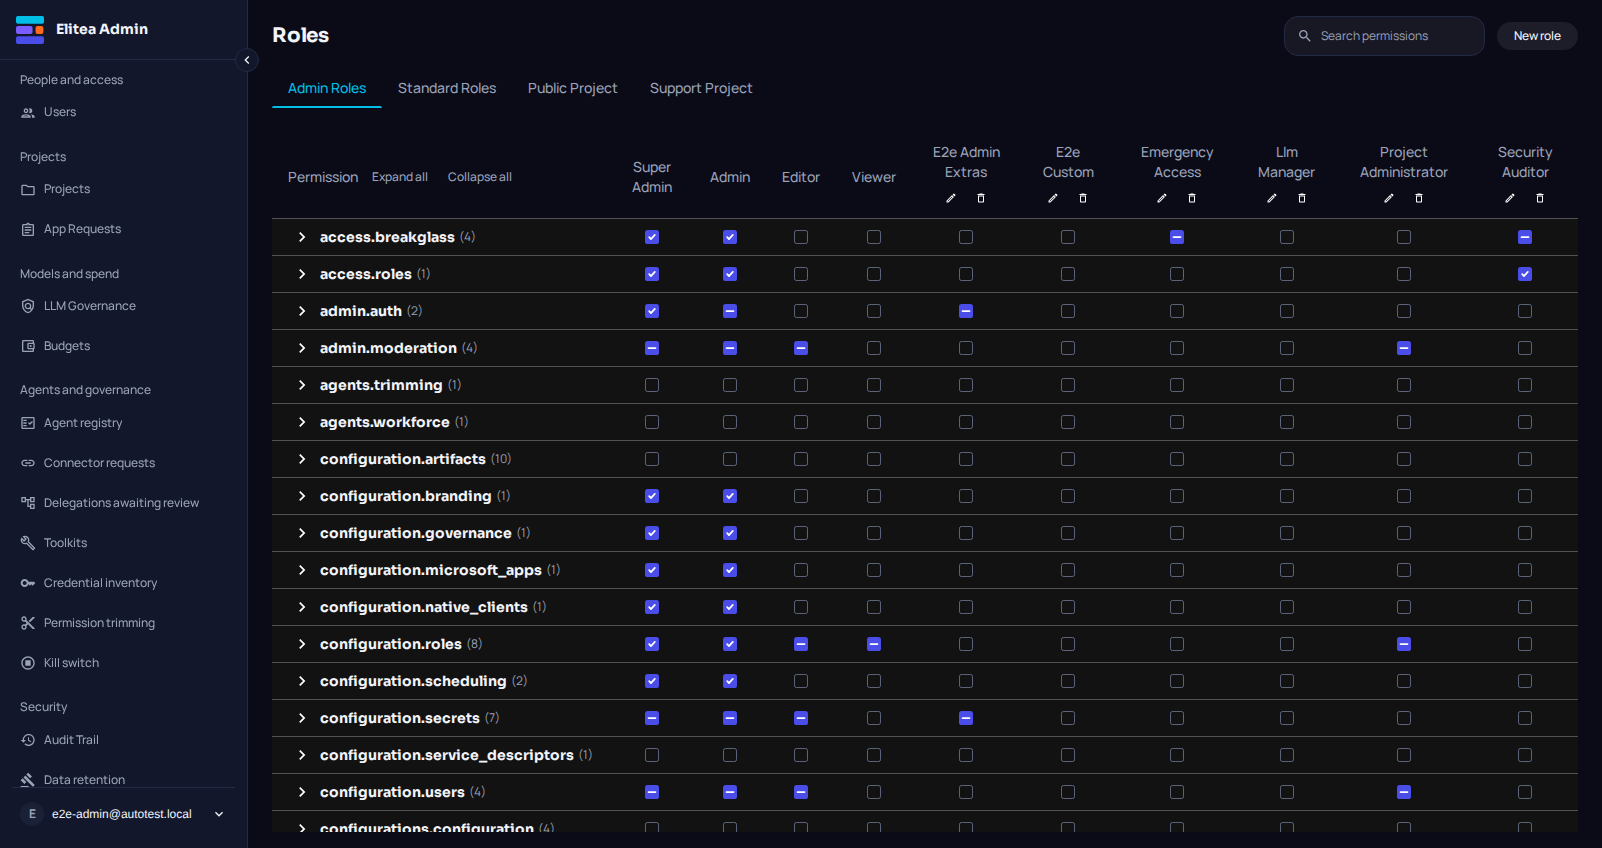 Elitea Admin
People and access
Users
Projects
Projects
App Requests
Models and spend
LLM Governance
Budgets
Agents and governance
Agent registry
Connector requests
Delegations awaiting review
Toolkits
Credential inventory
Permission trimming
Kill switch
Security
Audit Trail
Data retention
E e2e-admin@autotest.local
Roles
Search permissions
New role
Admin Roles Standard Roles Public Project Support Project
Permission Expand all Collapse all
Super Admin
Admin
Editor
Viewer
E2e Admin Extras
E2e Custom
Emergency Access
Llm Manager
Project Administrator
Security Auditor
access.breakglass (4)
access.roles (1)
admin.auth (2)
admin.moderation (4)
agents.trimming (1)
agents.workforce (1)
configuration.artifacts (10)
configuration.branding (1)
configuration.governance (1)
configuration.microsoft_apps (1)
configuration.native_clients (1)
configuration.roles (8)
configuration.scheduling (2)
configuration.secrets (7)
configuration.service_descriptors (1)
configuration.users (4)
configurations.configuration (4)